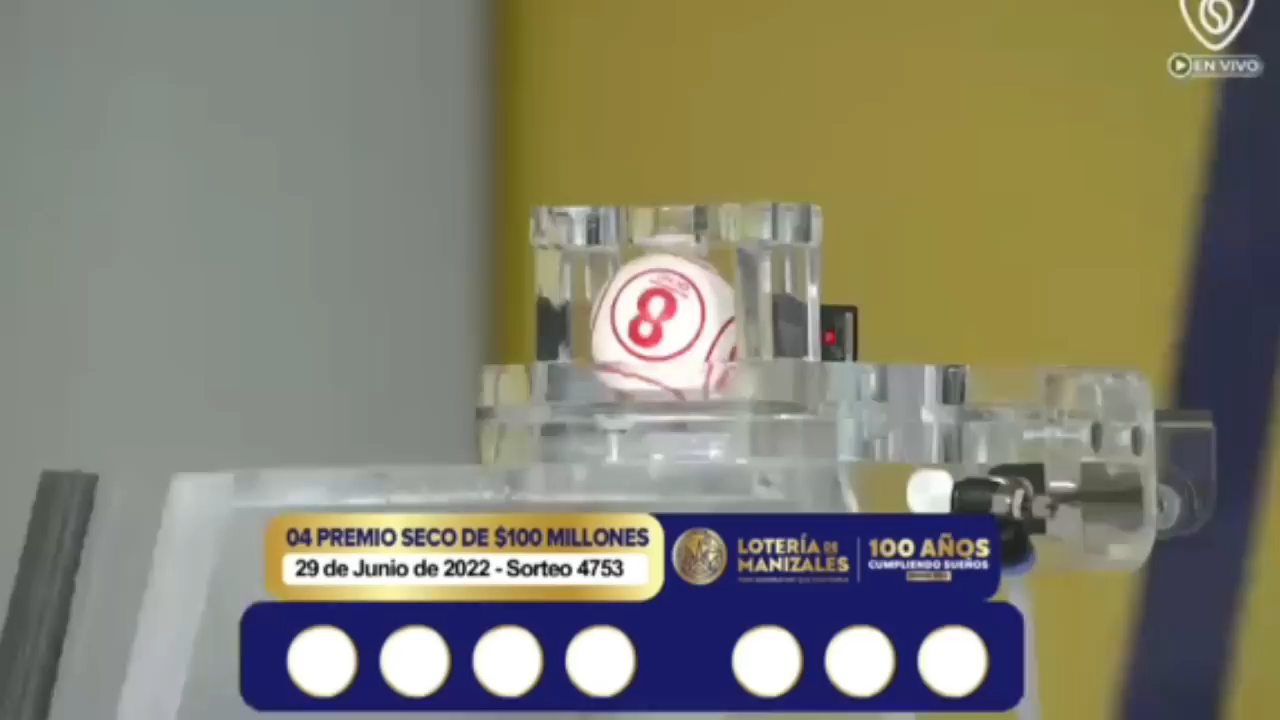 EN VIVO
8
04 PREMIO SECO DE $100 MILLONES
29 de Junio de 2022 - Sorteo 4753
LOTERÍA DE
MANIZALES
100 AÑOS
CUMPLIENDO SUEÑOS